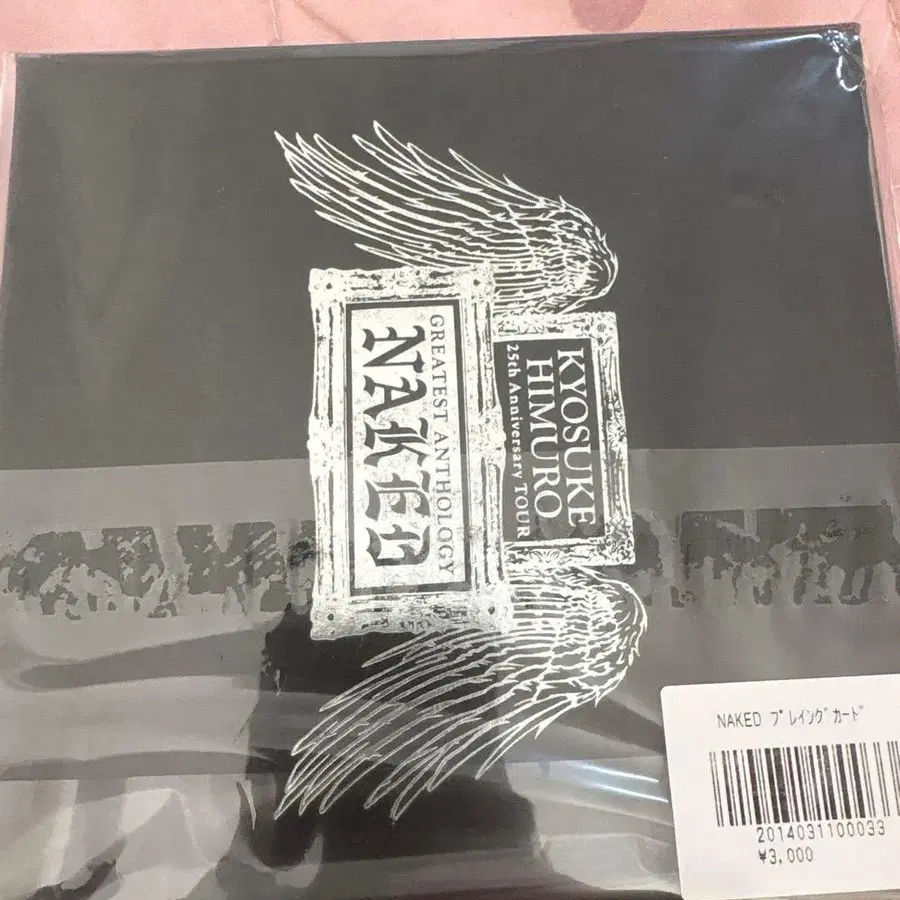 KYOSUKE
HIMURO
25th Anniversary TOUR
GREATEST ANTHOLOGY
NAKED
NAKED プレイングカード
2014031100033
¥3,000